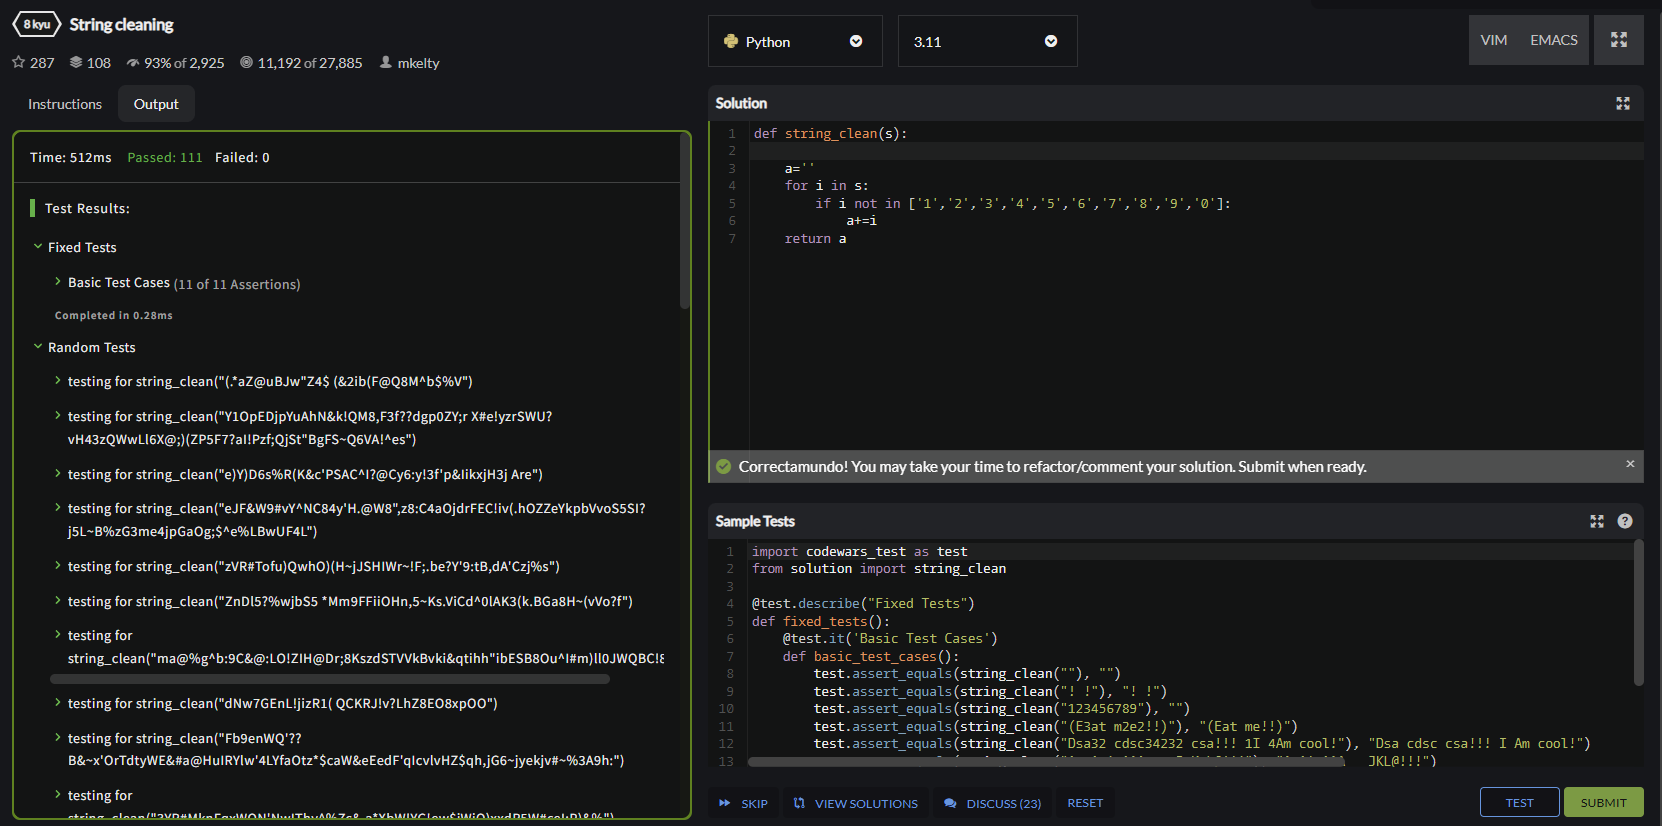 8 kyu String cleaning
287 108 93% of 2,925 11,192 of 27,885 mkelty
Instructions Output
Time: 512ms Passed: 111 Failed: 0
Test Results:
Fixed Tests
Basic Test Cases (11 of 11 Assertions)
Completed in 0.28ms
Random Tests
testing for string_clean("(.*aZ@uBJw"Z4$ (&2ib(F@Q8M^b$%V")
testing for string_clean("Y1OpEDjpYuAhN&k!QM8,F3f??dgp0ZY;r X#e!yzrSWU?
vH43zQWwLl6X@;)(ZP5F7?aI!Pzf;QjSt"BgFS~Q6VA!^es")
testing for string_clean("e)Y)D6s%R(K&c'PSAC^I?@Cy6:y!3f'p&IikxjH3j Are")
testing for string_clean("eJF&W9#vY^NC84y'H.@W8",z8:C4aOjdrFEC!iv(.hOZZeYkpbVvoS5SI?
j5L~B%zG3me4jpGaOg;$^e%LBwUF4L")
testing for string_clean("zVR#Tofu)QwhO)(H~jJSHIWr~!F;.be?Y'9:tB,dA'Czj%s")
testing for string_clean("ZnDl5?%wjbS5 *Mm9FFiiOHn,5~Ks.ViCd^0lAK3(k.BGa8H~(vVo?f")
testing for
string_clean("ma@%g^b:9C&@:LO!ZIH@Dr;8KszdSTVVkBvki&qtihh"ibESB8Ou^I#m)ll0JWQBC!8
testing for string_clean("dNw7GEnL!jizR1( QCKRJ!v?LhZ8EO8xpOO")
testing for string_clean("Fb9enWQ'??
B&~x'OrTdtyWE&#a@HuIRYlw'4LYfaOtz*$caW&eEedF'qIcvlvHZ$qh,jG6~jyekjv#~%3A9h:")
testing for
Python 3.11 VIM EMACS
Solution
1 def string_clean(s):
2
3 a=''
4 for i in s:
5 if i not in ['1','2','3','4','5','6','7','8','9','0']:
6 a+=i
7 return a
Correctamundo! You may take your time to refactor/comment your solution. Submit when ready. ×
Sample Tests ?
1 import codewars_test as test
2 from solution import string_clean
3
4 @test.describe("Fixed Tests")
5 def fixed_tests():
6 @test.it('Basic Test Cases')
7 def basic_test_cases():
8 test.assert_equals(string_clean(""), "")
9 test.assert_equals(string_clean("! !"), "! !")
10 test.assert_equals(string_clean("123456789"), "")
11 test.assert_equals(string_clean("(E3at m2e2!!)"), "(Eat me!!)")
12 test.assert_equals(string_clean("Dsa32 cdsc34232 csa!!! 1I 4Am cool!"), "Dsa cdsc csa!!! I Am cool!")
13 JKL@!!!")
SKIP VIEW SOLUTIONS DISCUSS (23) RESET TEST SUBMIT